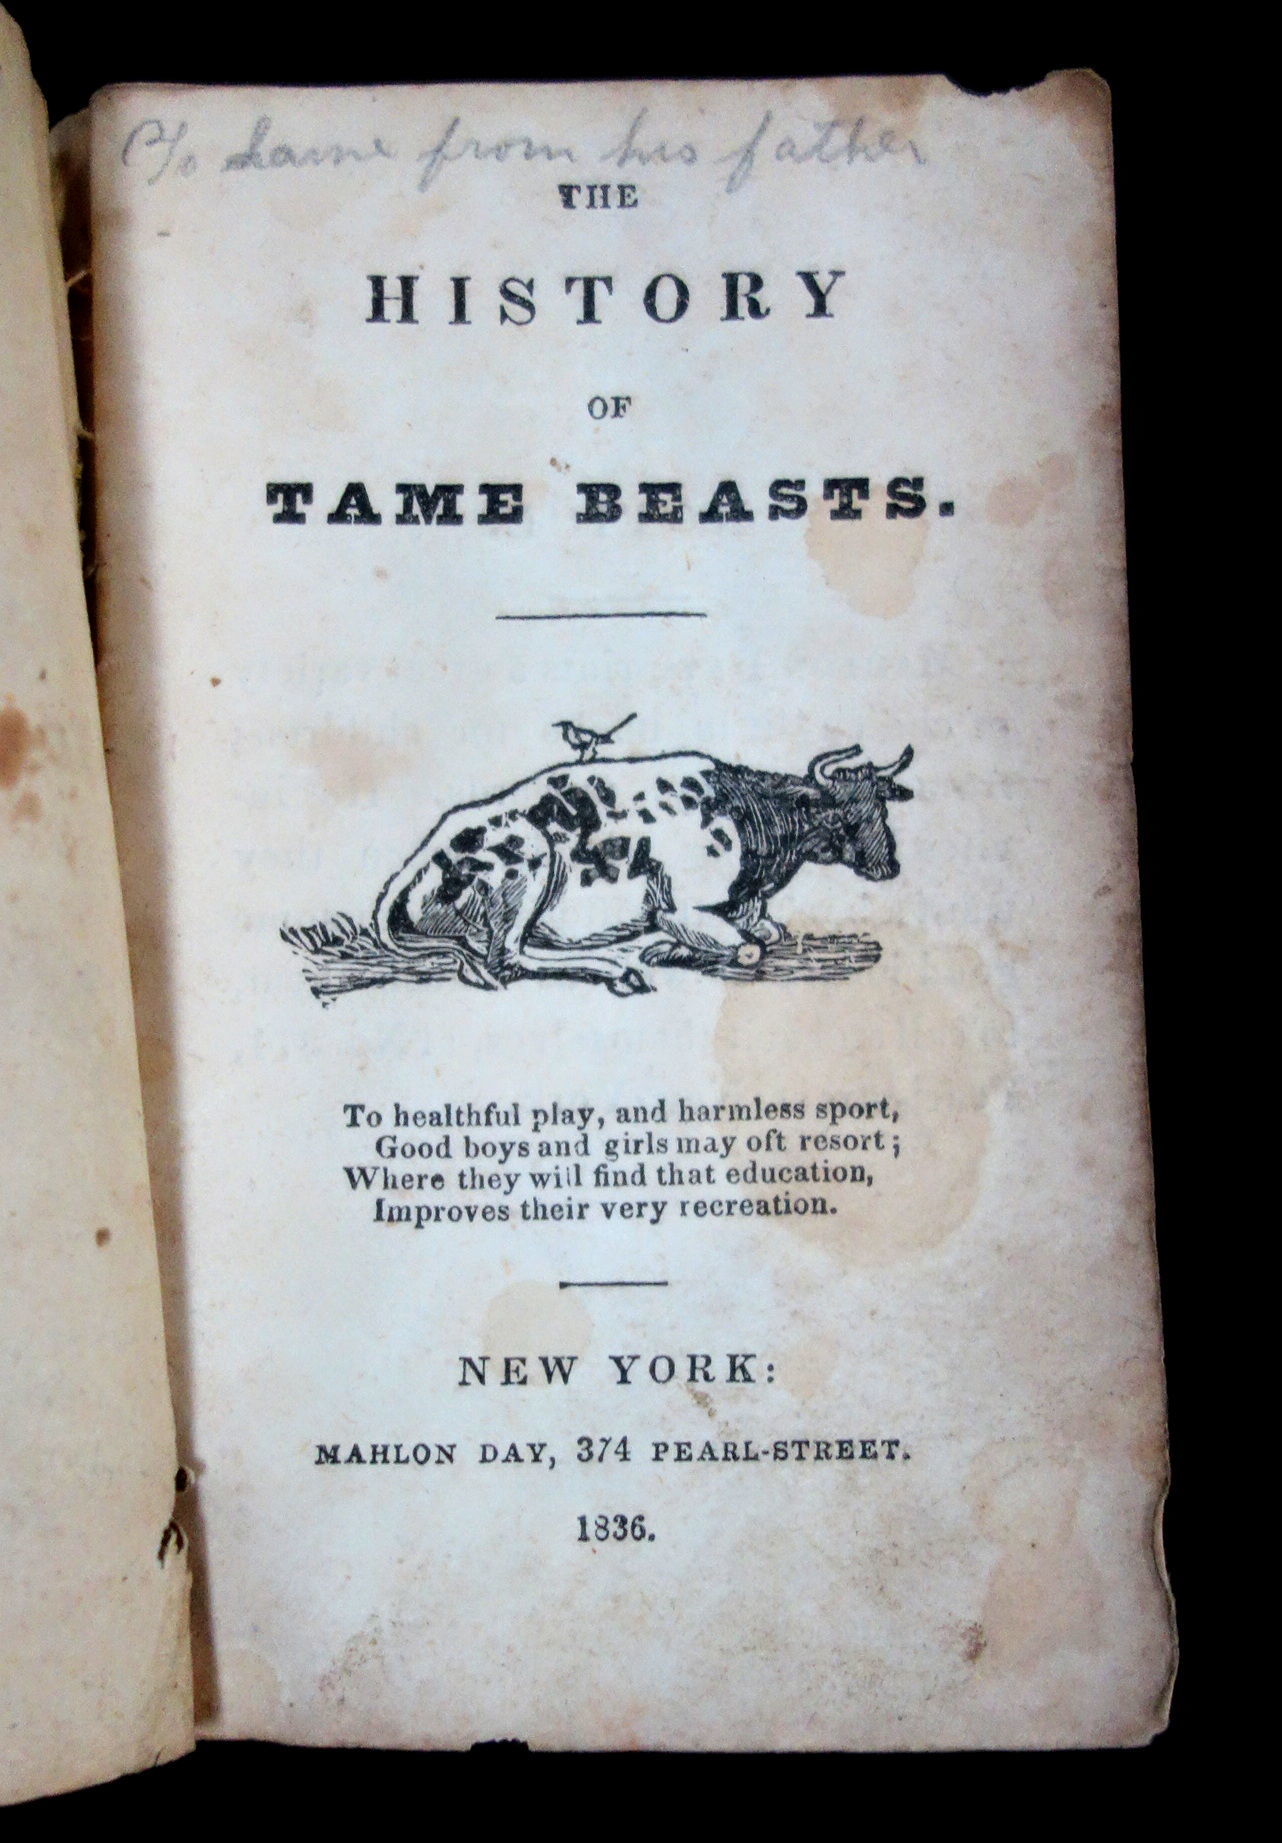 To from his father
THE
HISTORY
OF
TAME BEASTS.
To healthful play, and harmless sport,
Good boys and girls may oft resort;
Where they will find that education,
Improves their very recreation.
NEW YORK:
MAHLON DAY, 374 PEARL-STREET.
1836.